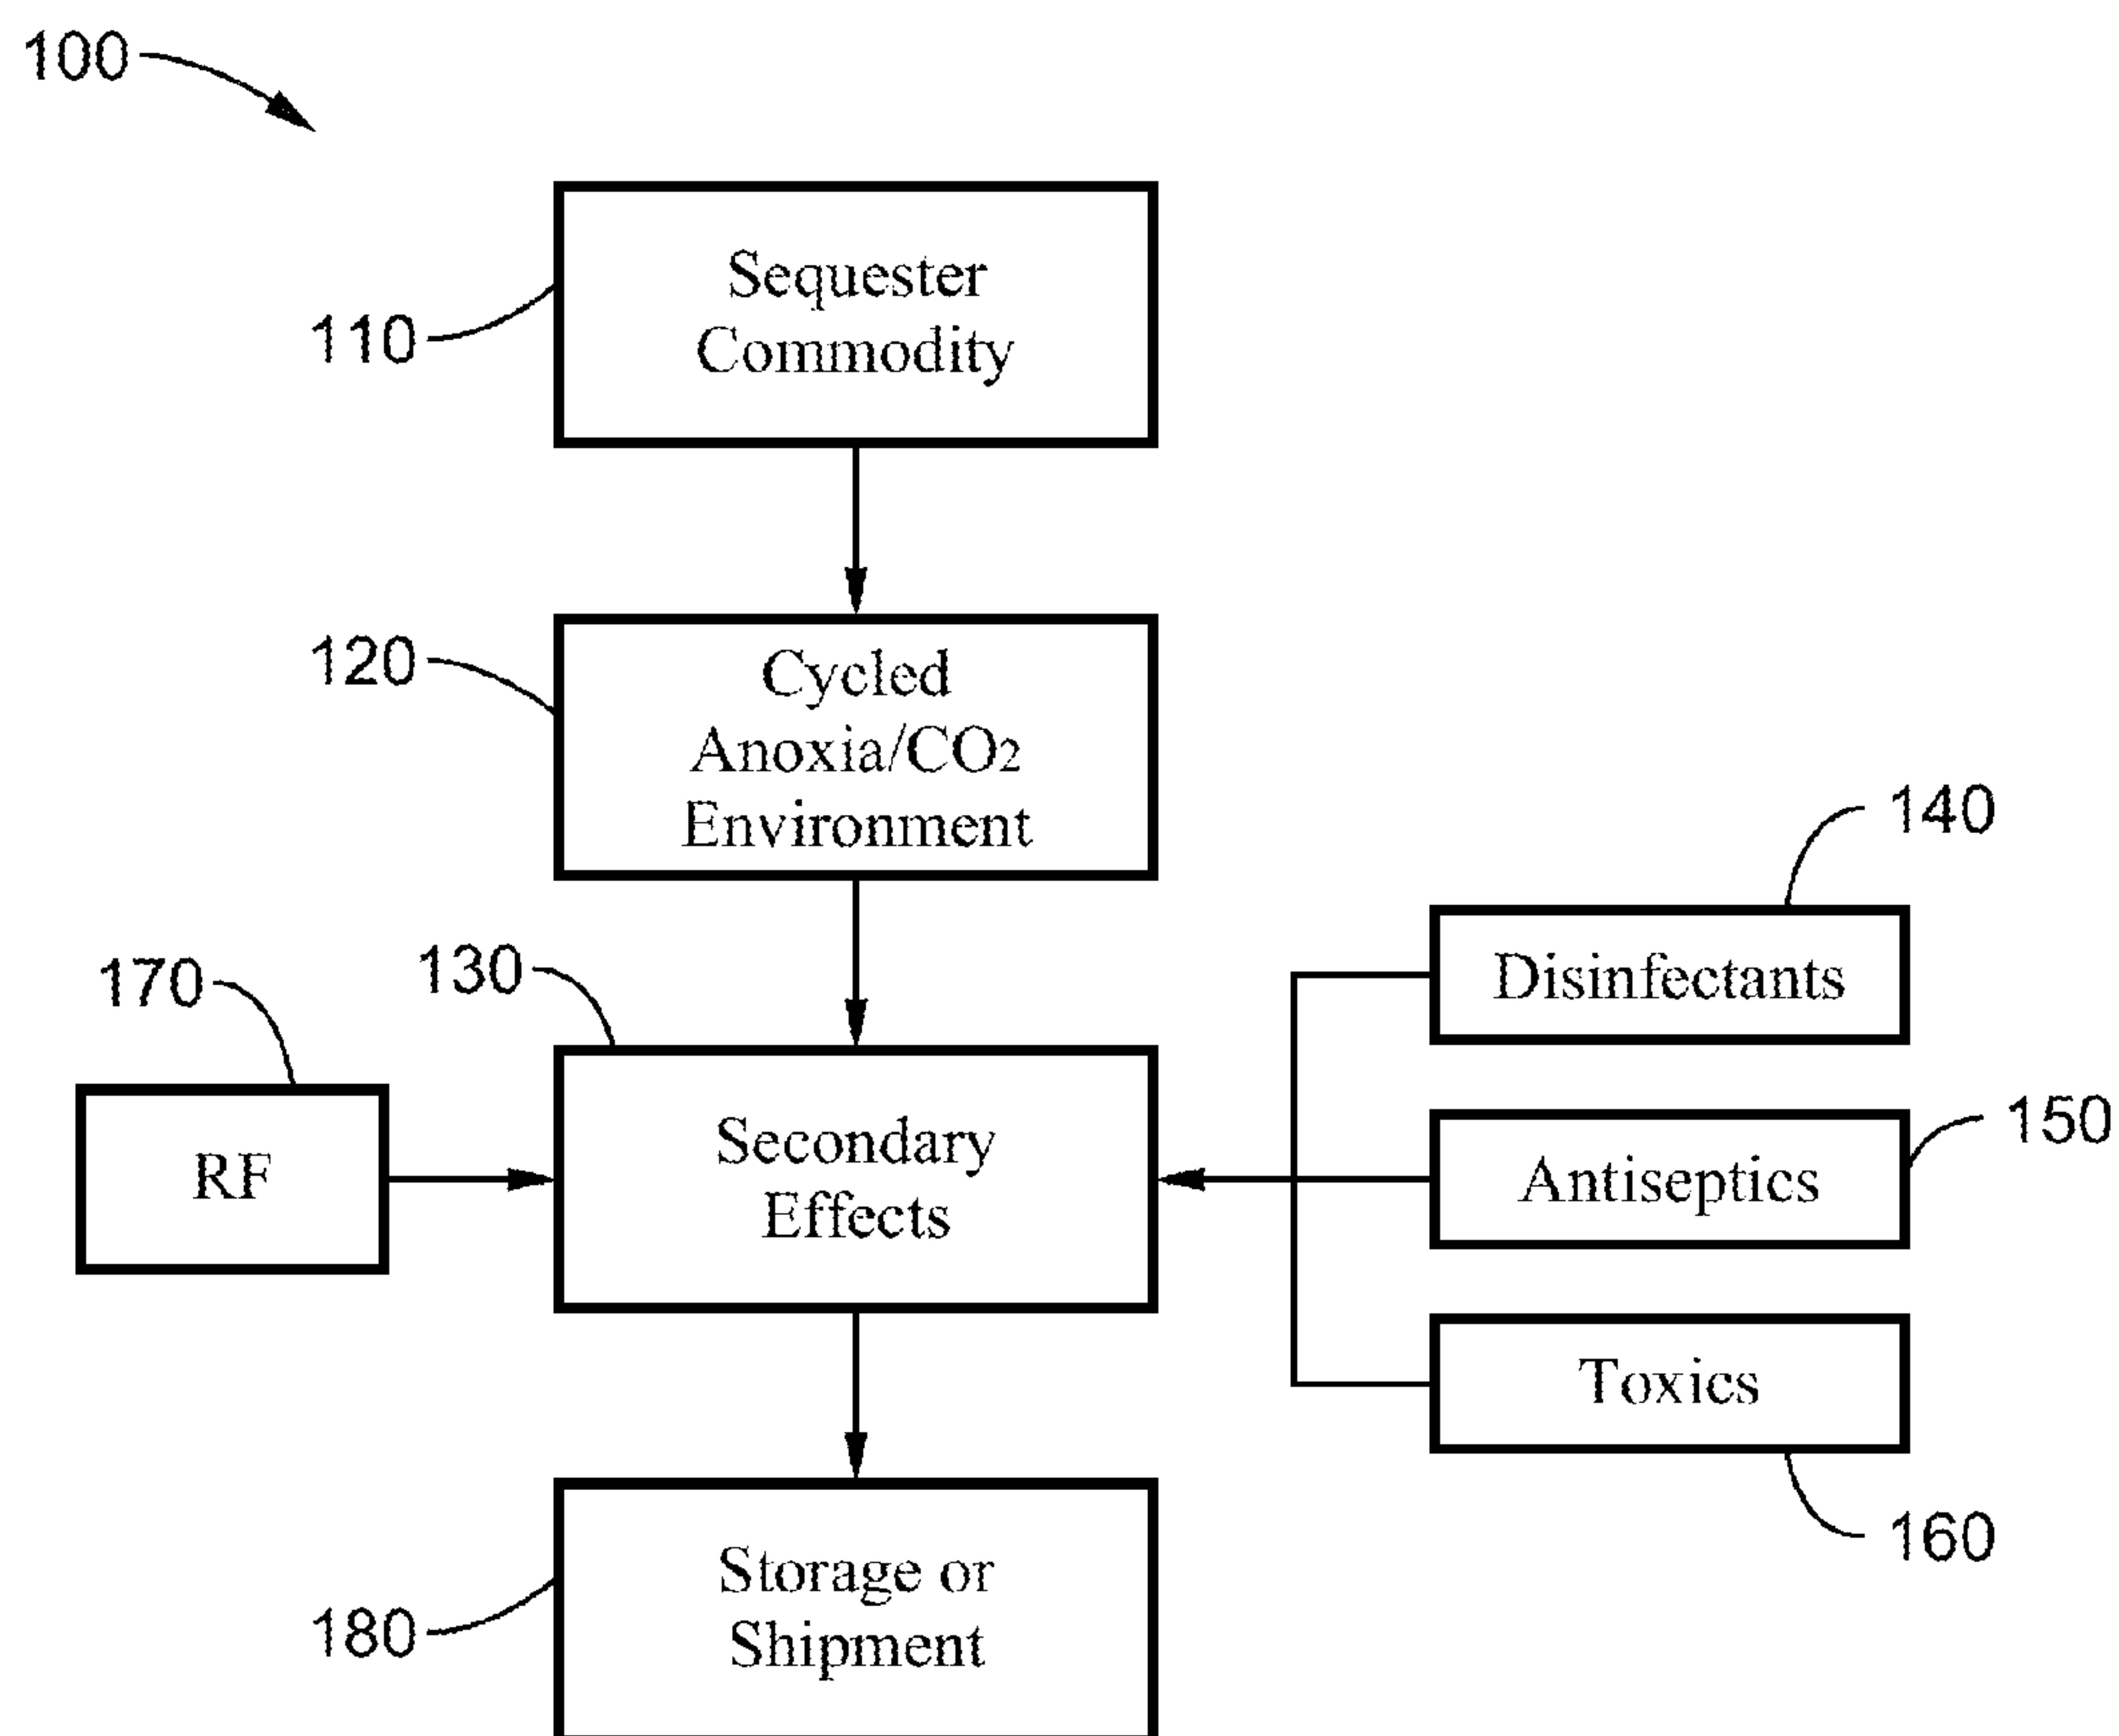 100
110
Sequester
Commodity
120
Cycled
Anoxia/CO2
Environment
140
Disinfectants
170
130
150
RF
Secondary
Effects
Antiseptics
Toxics
160
180
Storage or
Shipment